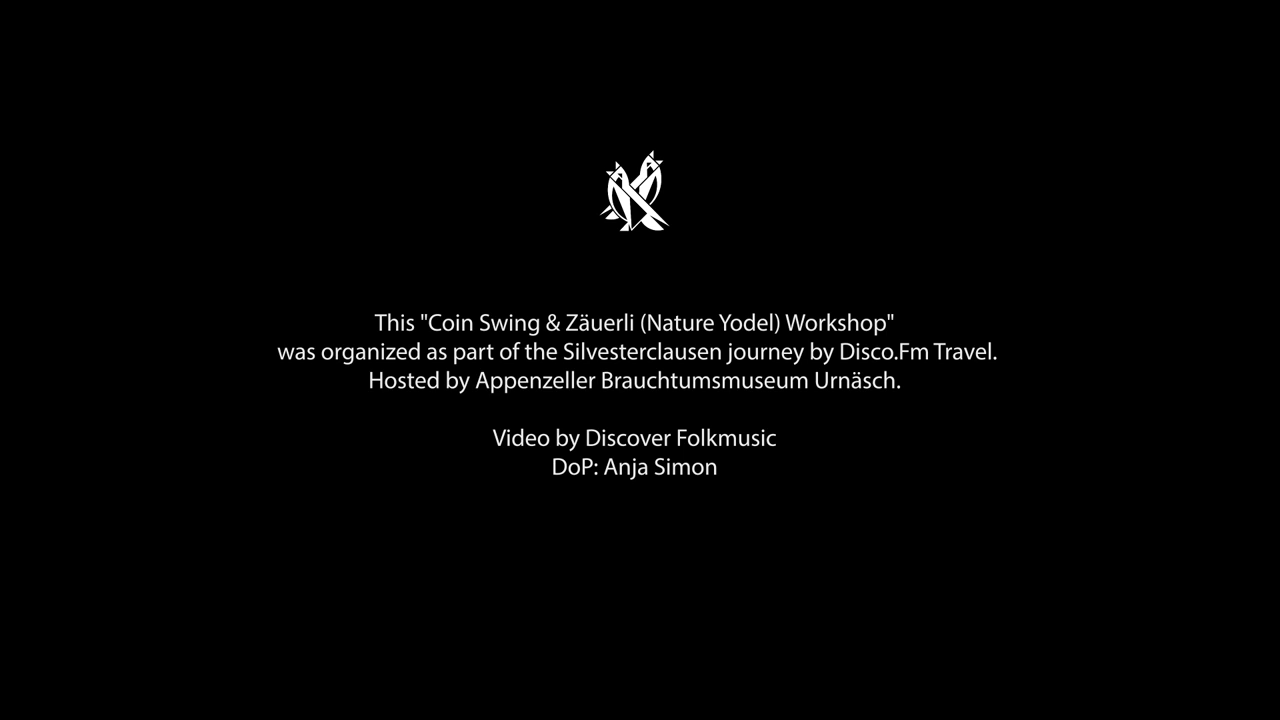 This "Coin Swing & Zäuerli (Nature Yodel) Workshop"
was organized as part of the Silvesterclausen journey by Disco.Fm Travel.
Hosted by Appenzeller Brauchtumsmuseum Urnäsch.
Video by Discover Folkmusic
DoP: Anja Simon